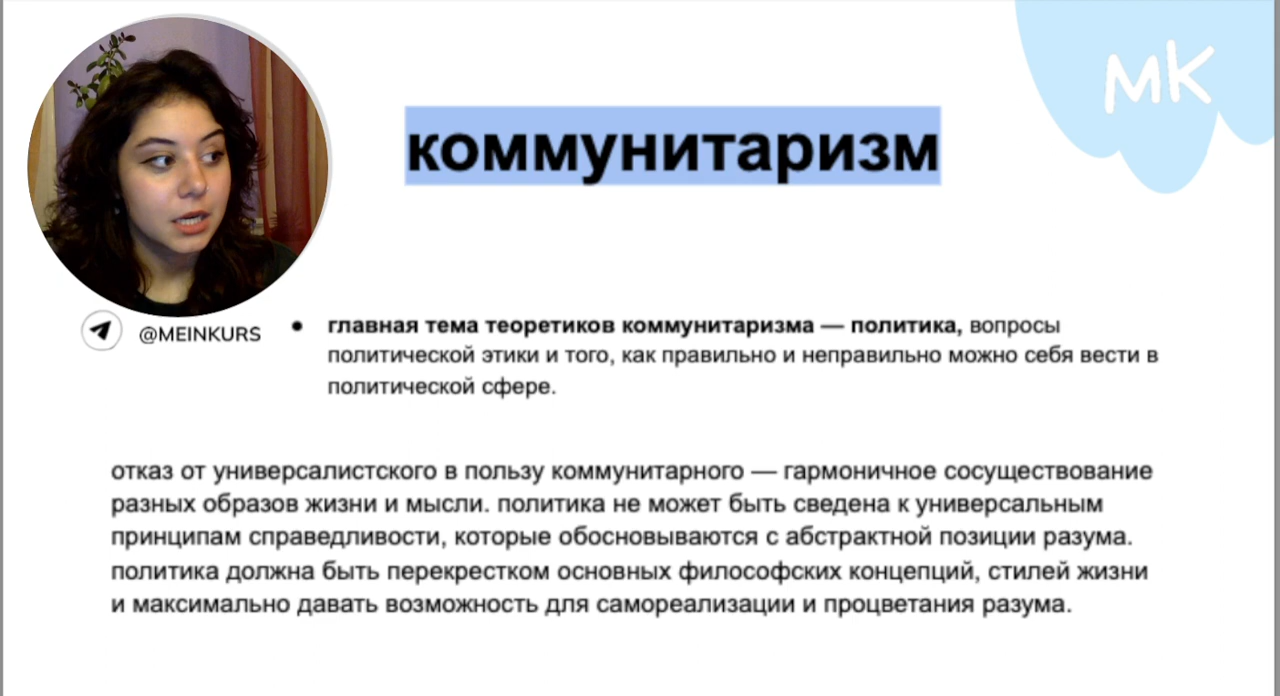 МК
коммунитаризм
@MEINKURS
• главная тема теоретиков коммунитаризма — политика, вопросы
политической этики и того, как правильно и неправильно можно себя вести в
политической сфере.
отказ от универсалистского в пользу коммунитарного — гармоничное сосуществование
разных образов жизни и мысли. политика не может быть сведена к универсальным
принципам справедливости, которые обосновываются с абстрактной позиции разума.
политика должна быть перекрестком основных философских концепций, стилей жизни
и максимально давать возможность для самореализации и процветания разума.